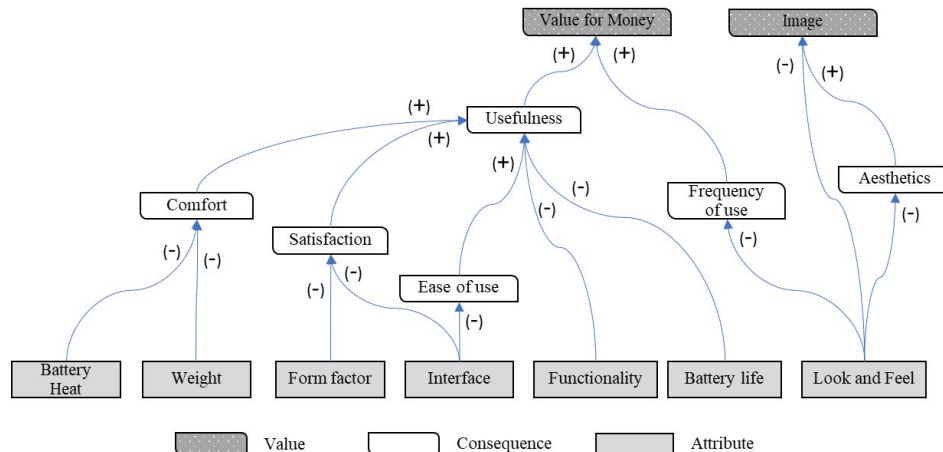 Value for Money
Image
(+)
(+)
(-)
(+)
(+)
Usefulness
(+)
(+)
Aesthetics
(-)
Frequency
of use
Comfort
(-)
(-)
Satisfaction
(-)
(-)
(-)
(-)
Ease of use
(-)
(-)
Battery
Heat
Weight
Form factor
Interface
Functionality
Battery life
Look and Feel
Value
Consequence
Attribute